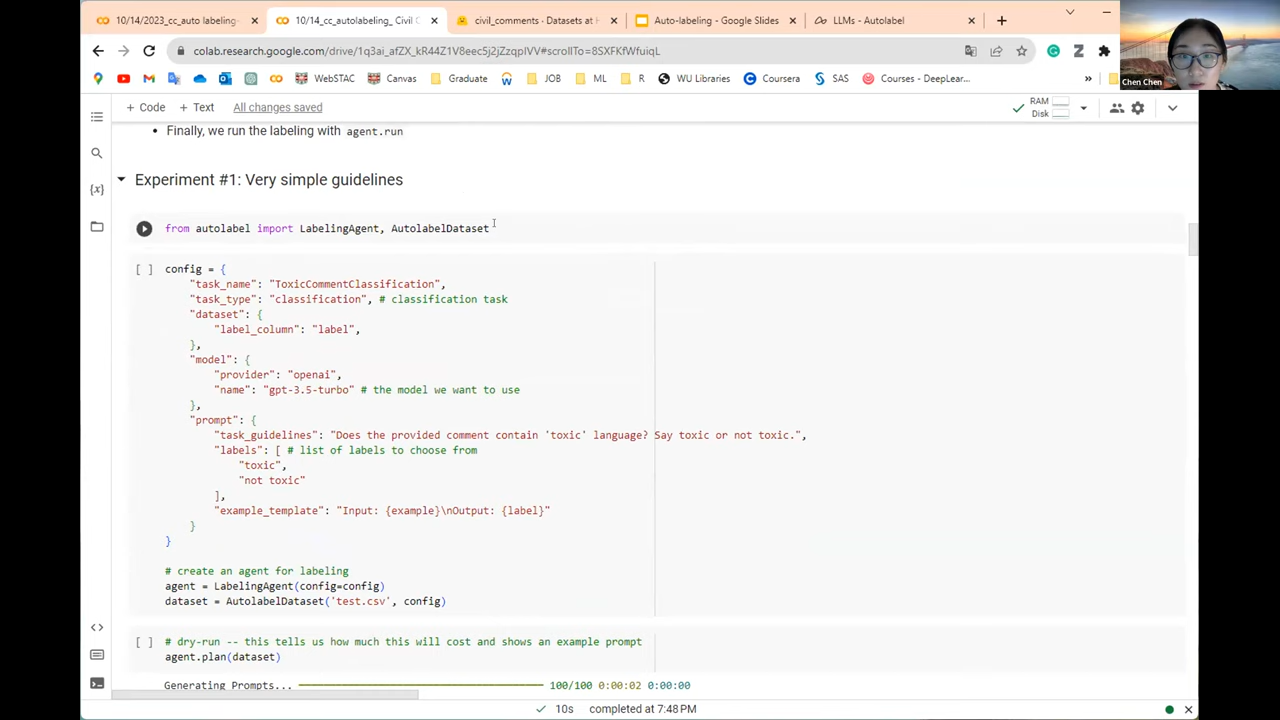 10/14/2023_cc_auto labeling-
10/14_cc_autolabeling_ Civil C
civil_comments · Datasets at H
Auto-labeling - Google Slides
LLMs - Autolabel
colab.research.google.com/drive/1q3ai_afZX_kR44Z1V8eec5j2jZzqpIVV#scrollTo=8SXFKfWfuiqL
WebSTAC
Canvas
Graduate
JOB
ML
R
WU Libraries
Coursera
SAS
Courses - DeepLear...
»
Chen Chen
+ Code
+ Text
All changes saved
RAM
Disk
• Finally, we run the labeling with agent.run
Experiment #1: Very simple guidelines
from autolabel import LabelingAgent, AutolabelDataset
[ ] config = {
"task_name": "ToxicCommentClassification",
"task_type": "classification", # classification task
"dataset": {
"label_column": "label",
},
"model": {
"provider": "openai",
"name": "gpt-3.5-turbo" # the model we want to use
},
"prompt": {
"task_guidelines": "Does the provided comment contain 'toxic' language? Say toxic or not toxic.",
"labels": [ # list of labels to choose from
"toxic",
"not toxic"
],
"example_template": "Input: {example}\nOutput: {label}"
}
}
# create an agent for labeling
agent = LabelingAgent(config=config)
dataset = AutolabelDataset('test.csv', config)
[ ] # dry-run -- this tells us how much this will cost and shows an example prompt
agent.plan(dataset)
Generating Prompts... 100/100 0:00:02 0:00:00
10s completed at 7:48 PM